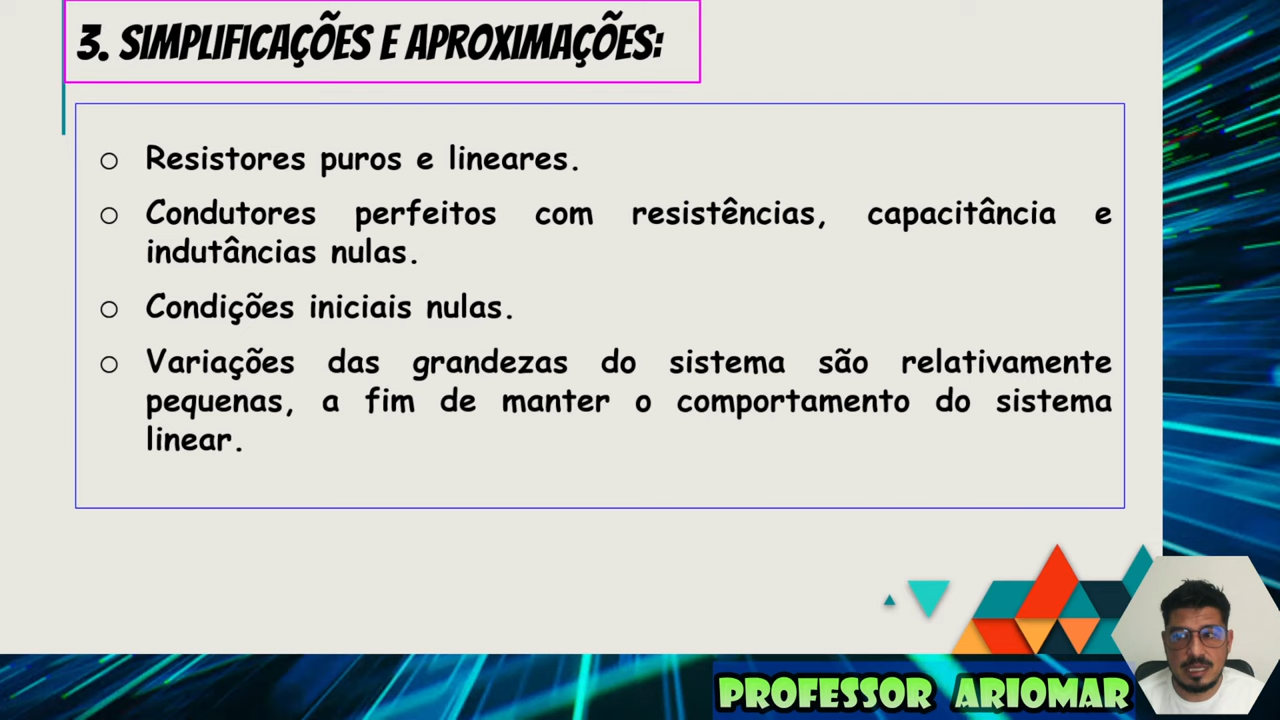 3. SIMPLIFICAÇÕES E APROXIMAÇÕES:
○ Resistores puros e lineares.
○ Condutores perfeitos com resistências, capacitância e
indutâncias nulas.
○ Condições iniciais nulas.
○ Variações das grandezas do sistema são relativamente
pequenas, a fim de manter o comportamento do sistema
linear.
PROFESSOR ARIOMAR